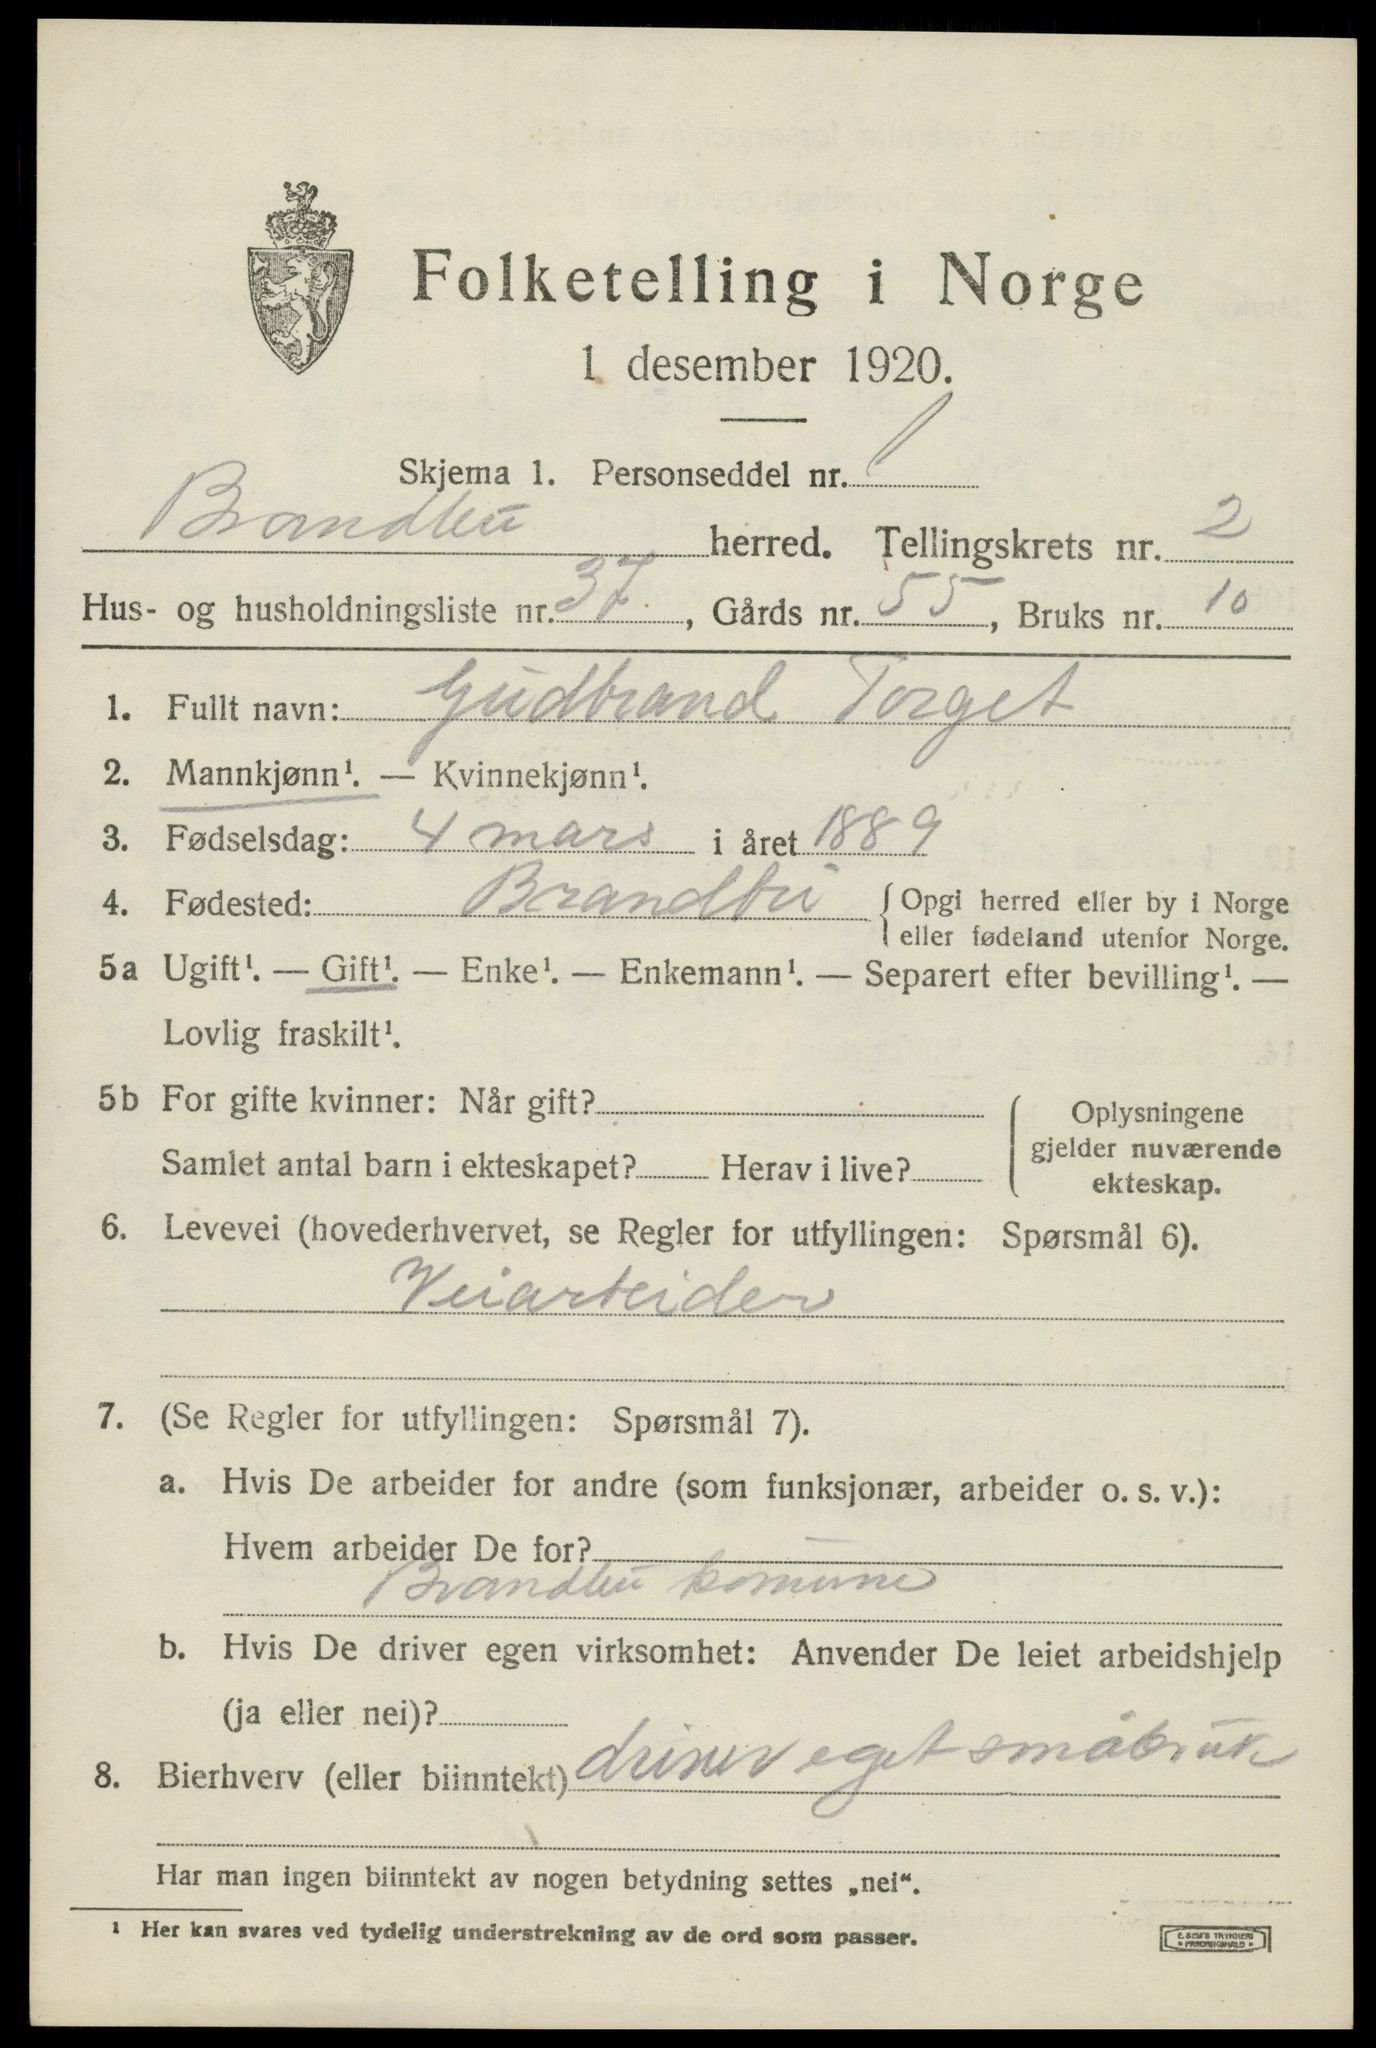 Folketelling i Norge
1 desember 1920.
Skjema 1. Personseddel nr. 1
Brandbu herred. Tellingskrets nr. 2
Hus- og husholdningsliste nr. 37, Gårds nr. 55, Bruks nr. 10
1. Fullt navn: Gudbrand Torget
2. Mannkjønn¹. — Kvinnekjønn¹.
3. Fødselsdag: 4 mars i året 1889
4. Fødested: Brandbu { Opgi herred eller by i Norge
eller fødeland utenfor Norge.
5a Ugift¹. — Gift¹. — Enke¹. — Enkemann¹. — Separert efter bevilling¹. —
Lovlig fraskilt¹.
5b For gifte kvinner: Når gift?
Samlet antal barn i ekteskapet? Herav i live?
{ Oplysningene
gjelder nuværende
ekteskap.
6. Levevei (hovederhvervet, se Regler for utfyllingen: Spørsmål 6).
Veiarbeider
7. (Se Regler for utfyllingen: Spørsmål 7).
a. Hvis De arbeider for andre (som funksjonær, arbeider o. s. v.):
Hvem arbeider De for?
Brandbu komune
b. Hvis De driver egen virksomhet: Anvender De leiet arbeidshjelp
(ja eller nei)?
8. Bierhverv (eller biinntekt) driver eget småbruk
Har man ingen biinntekt av nogen betydning settes „nei“.
¹ Her kan svares ved tydelig understrekning av de ord som passer.
E. SEM'S TRYKKERI
* FREDRIKSHALD *